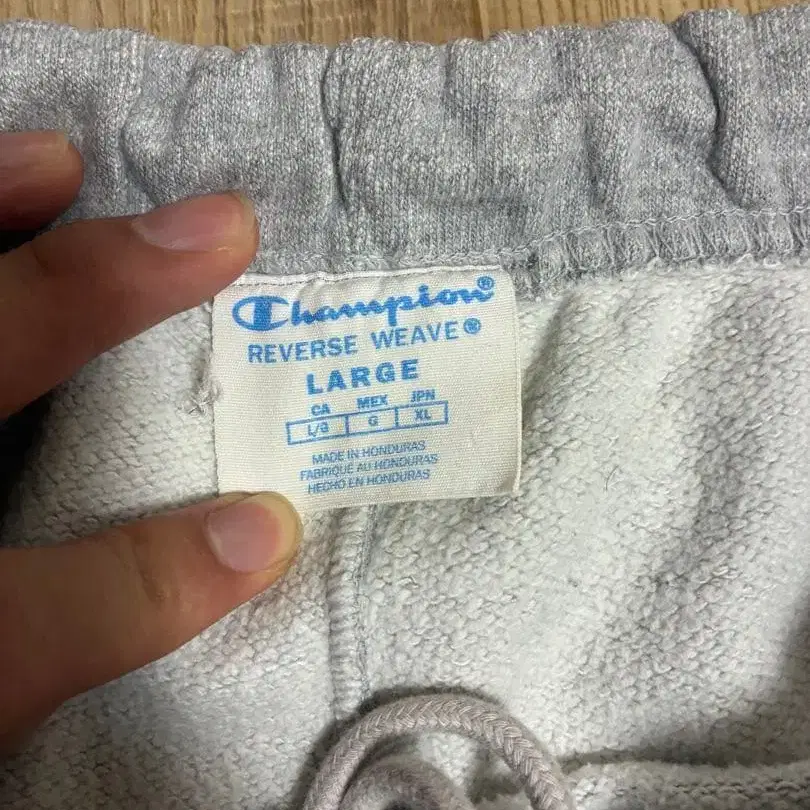 Champion®
REVERSE WEAVE®
LARGE
CA MEX JPN
L/G G XL
MADE IN HONDURAS
FABRIQUÉ AU HONDURAS
HECHO EN HONDURAS